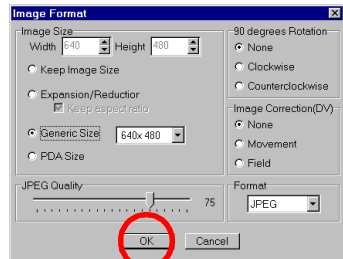 Image Format
Image Size
Width 640 Height 480
Keep Image Size
Expansion/Reductior
Keep aspect ratio
Generic Size 640x 480
PDA Size
90 degrees Rotation
None
Clockwise
Counterclockwise
Image Correction(DV)
None
Movement
Field
JPEG Quality
75
Format
JPEG
OK Cancel